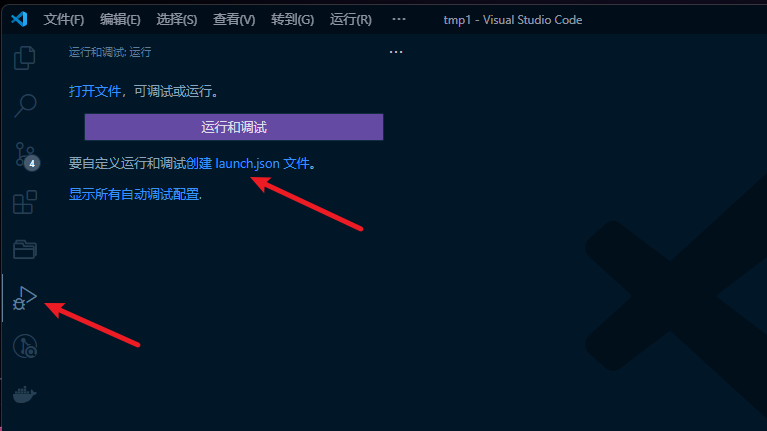 文件(F) 编辑(E) 选择(S) 查看(V) 转到(G) 运行(R) ··· tmp1 - Visual Studio Code
运行和调试: 运行 ···
打开文件，可调试或运行。
运行和调试
要自定义运行和调试创建 launch.json 文件。
4
显示所有自动调试配置.